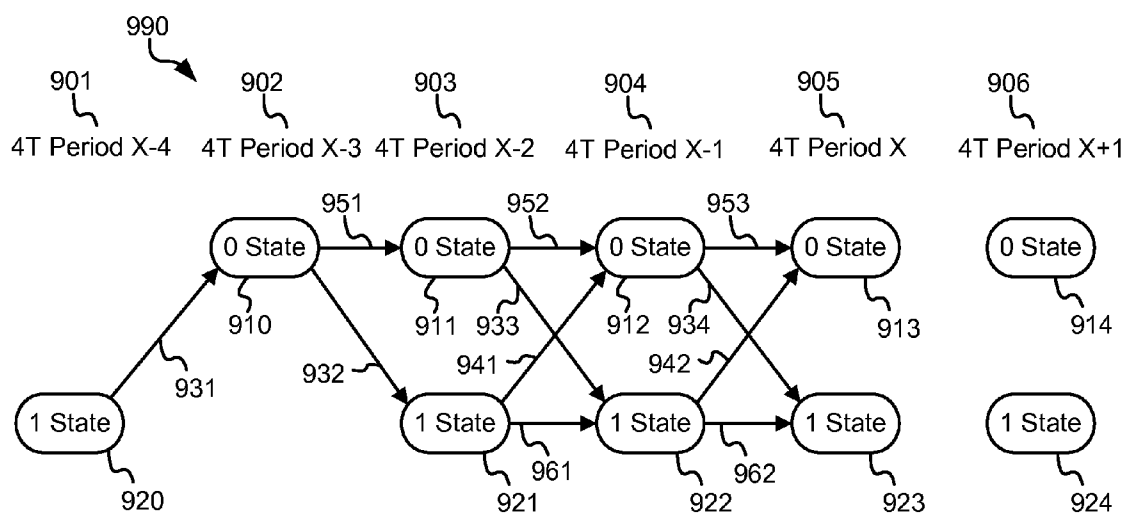 990
901 902 903 904 905 906
4T Period X-4 4T Period X-3 4T Period X-2 4T Period X-1 4T Period X 4T Period X+1
951 952 953
0 State 0 State 0 State 0 State 0 State
910 911 933 912 934 913 914
931 932 941 942
1 State 1 State 1 State 1 State 1 State
961 962
920 921 922 923 924